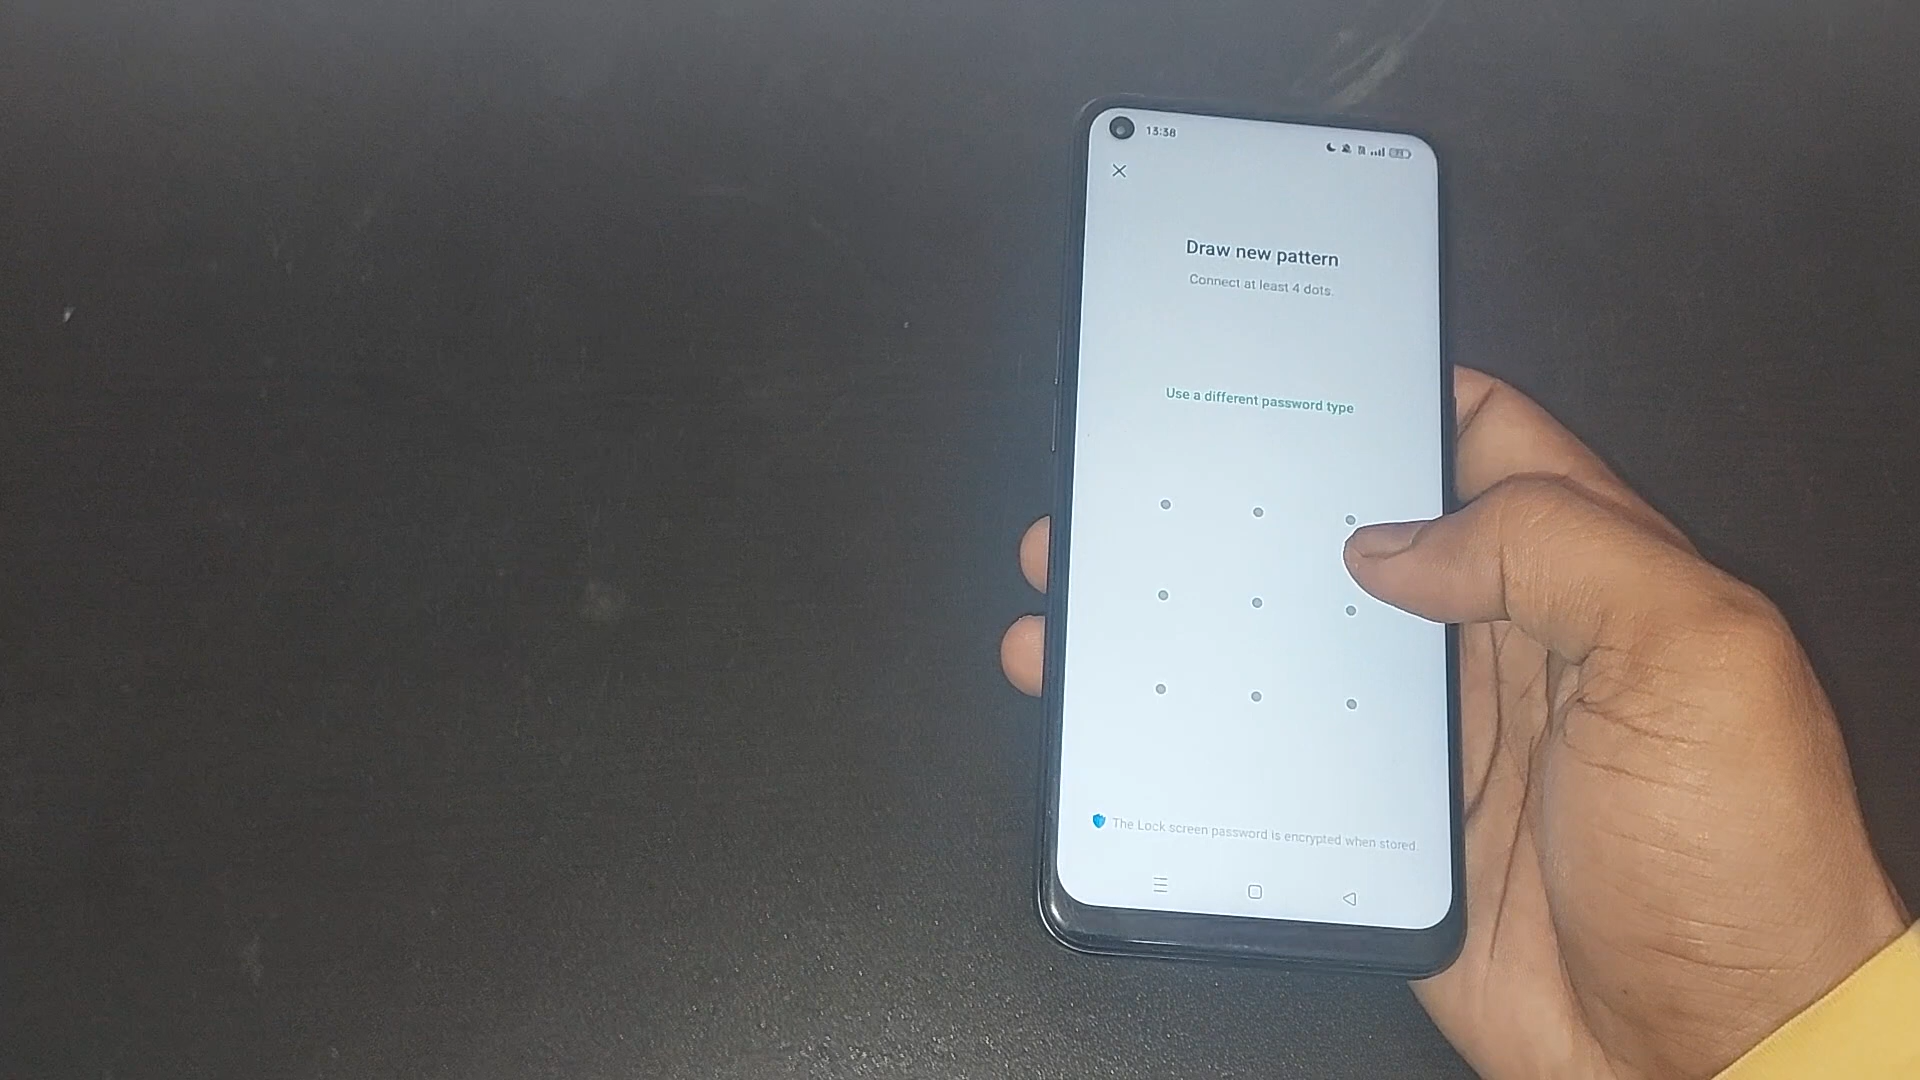 13:38
Draw new pattern
Connect at least 4 dots.
Use a different password type
The Lock screen password is encrypted when stored.